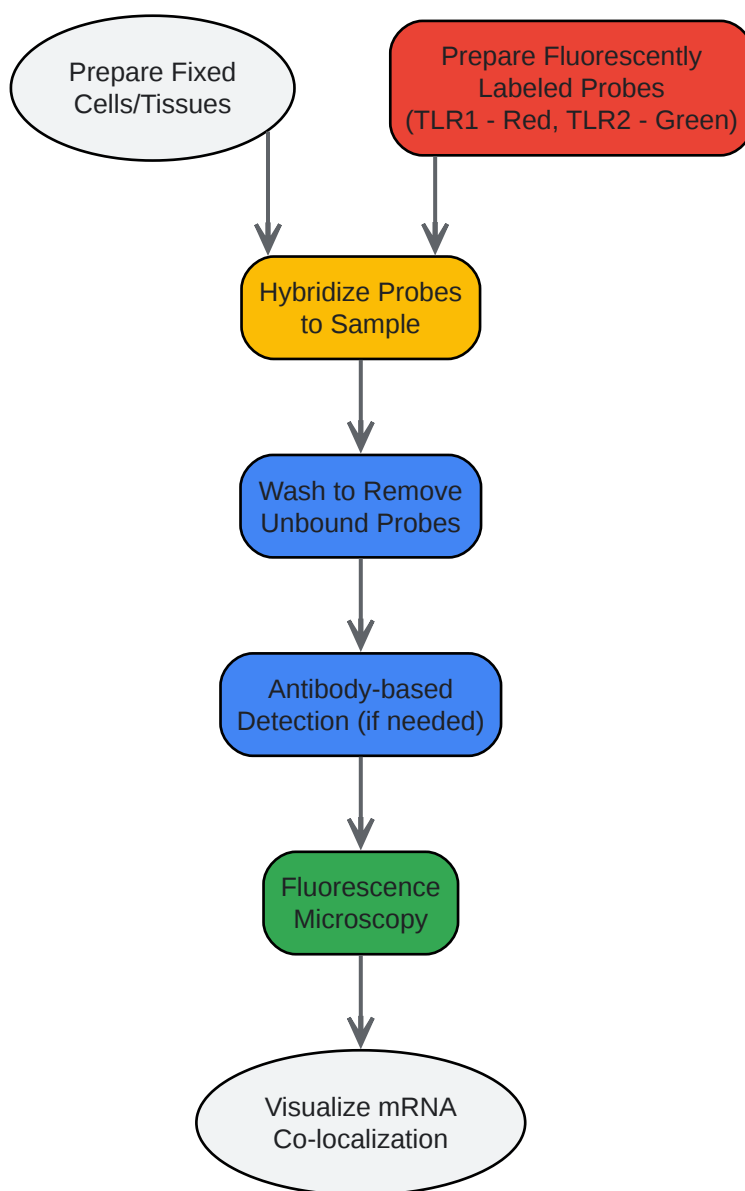 Prepare Fixed
Cells/Tissues
Prepare Fluorescently
Labeled Probes
(TLR1 - Red, TLR2 - Green)
Hybridize Probes
to Sample
Wash to Remove
Unbound Probes
Antibody-based
Detection (if needed)
Fluorescence
Microscopy
Visualize mRNA
Co-localization